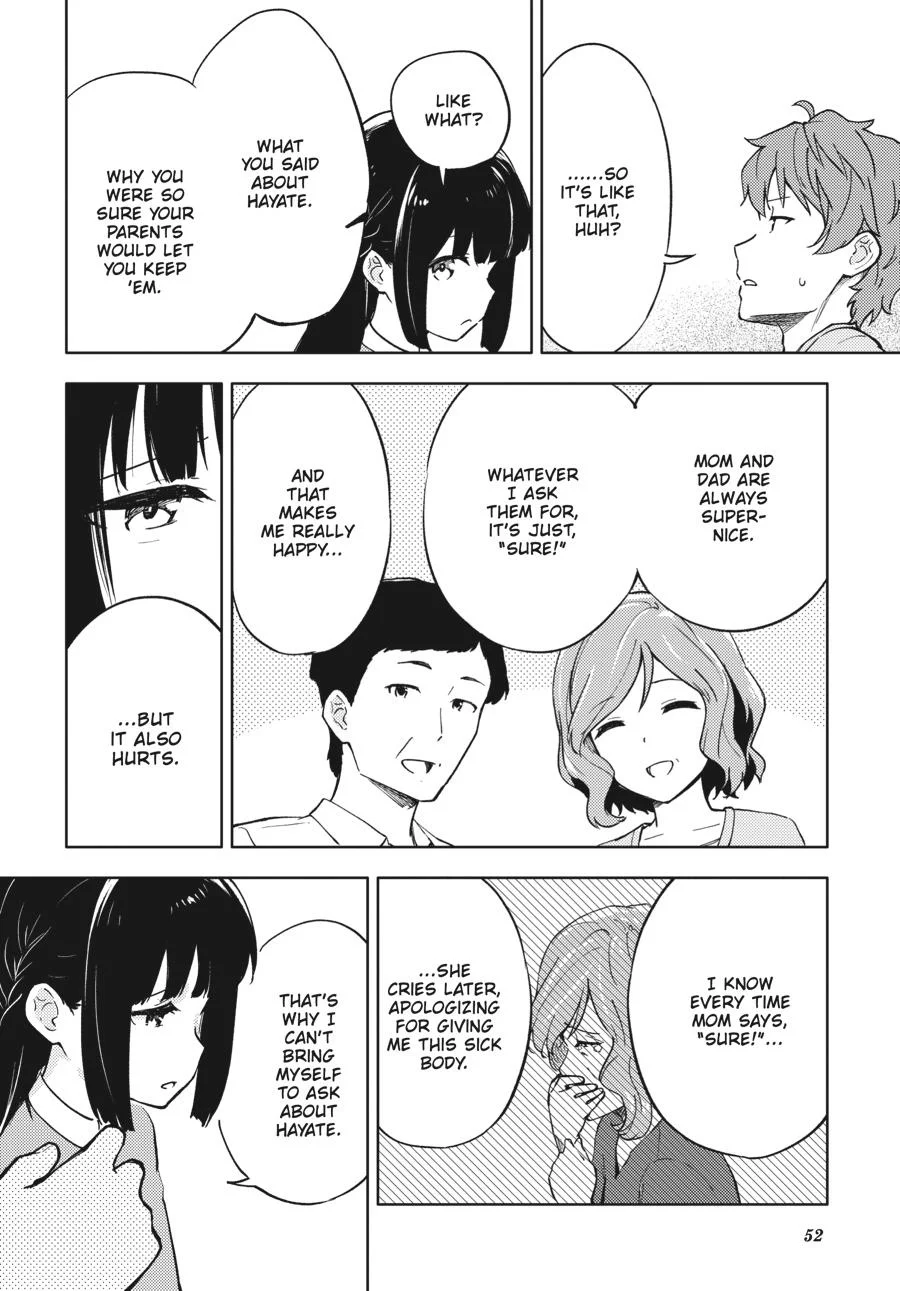 ......SO
IT'S LIKE
THAT,
HUH?
LIKE
WHAT?
WHAT
YOU SAID
ABOUT
HAYATE.
WHY YOU
WERE SO
SURE YOUR
PARENTS
WOULD LET
YOU KEEP
'EM.
MOM AND
DAD ARE
ALWAYS
SUPER-
NICE.
WHATEVER
I ASK
THEM FOR,
IT'S JUST,
"SURE!"
AND
THAT
MAKES
ME REALLY
HAPPY...
...BUT
IT ALSO
HURTS.
I KNOW
EVERY TIME
MOM SAYS,
"SURE!"...
...SHE
CRIES LATER,
APOLOGIZING
FOR GIVING
ME THIS SICK
BODY.
THAT'S
WHY I
CAN'T
BRING
MYSELF
TO ASK
ABOUT
HAYATE.
52